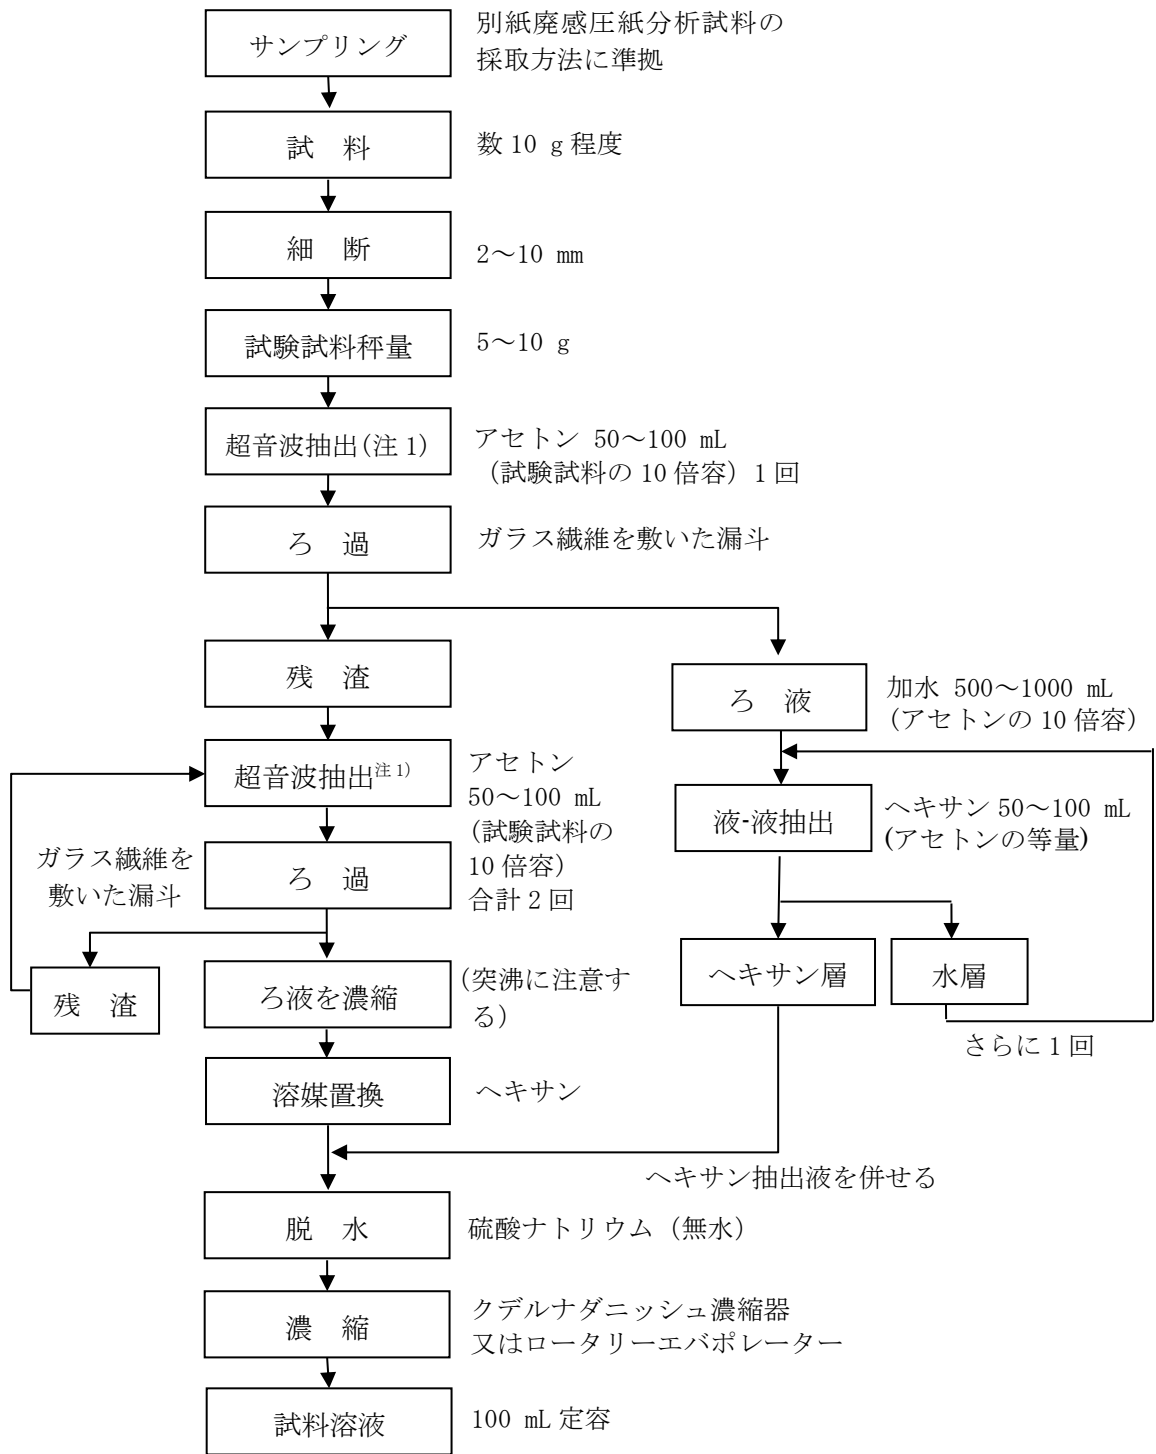 サンプリング
別紙廃感圧紙分析試料の
採取方法に準拠
試 料
数10 g程度
細 断
2～10 mm
試験試料秤量
5～10 g
超音波抽出(注1)
アセトン 50～100 mL
（試験試料の10倍容）1回
ろ 過
ガラス繊維を敷いた漏斗
残 渣
ろ 液
加水 500～1000 mL
（アセトンの10倍容）
超音波抽出注1)
アセトン
50～100 mL
(試験試料の
10倍容)
合計2回
液-液抽出
ヘキサン 50～100 mL
(アセトンの等量)
ガラス繊維を
敷いた漏斗
ろ 過
残 渣
ろ液を濃縮
(突沸に注意す
る)
ヘキサン層
水層
さらに1回
溶媒置換
ヘキサン
ヘキサン抽出液を併せる
脱 水
硫酸ナトリウム（無水）
濃 縮
クデルナダニッシュ濃縮器
又はロータリーエバポレーター
試料溶液
100 mL定容